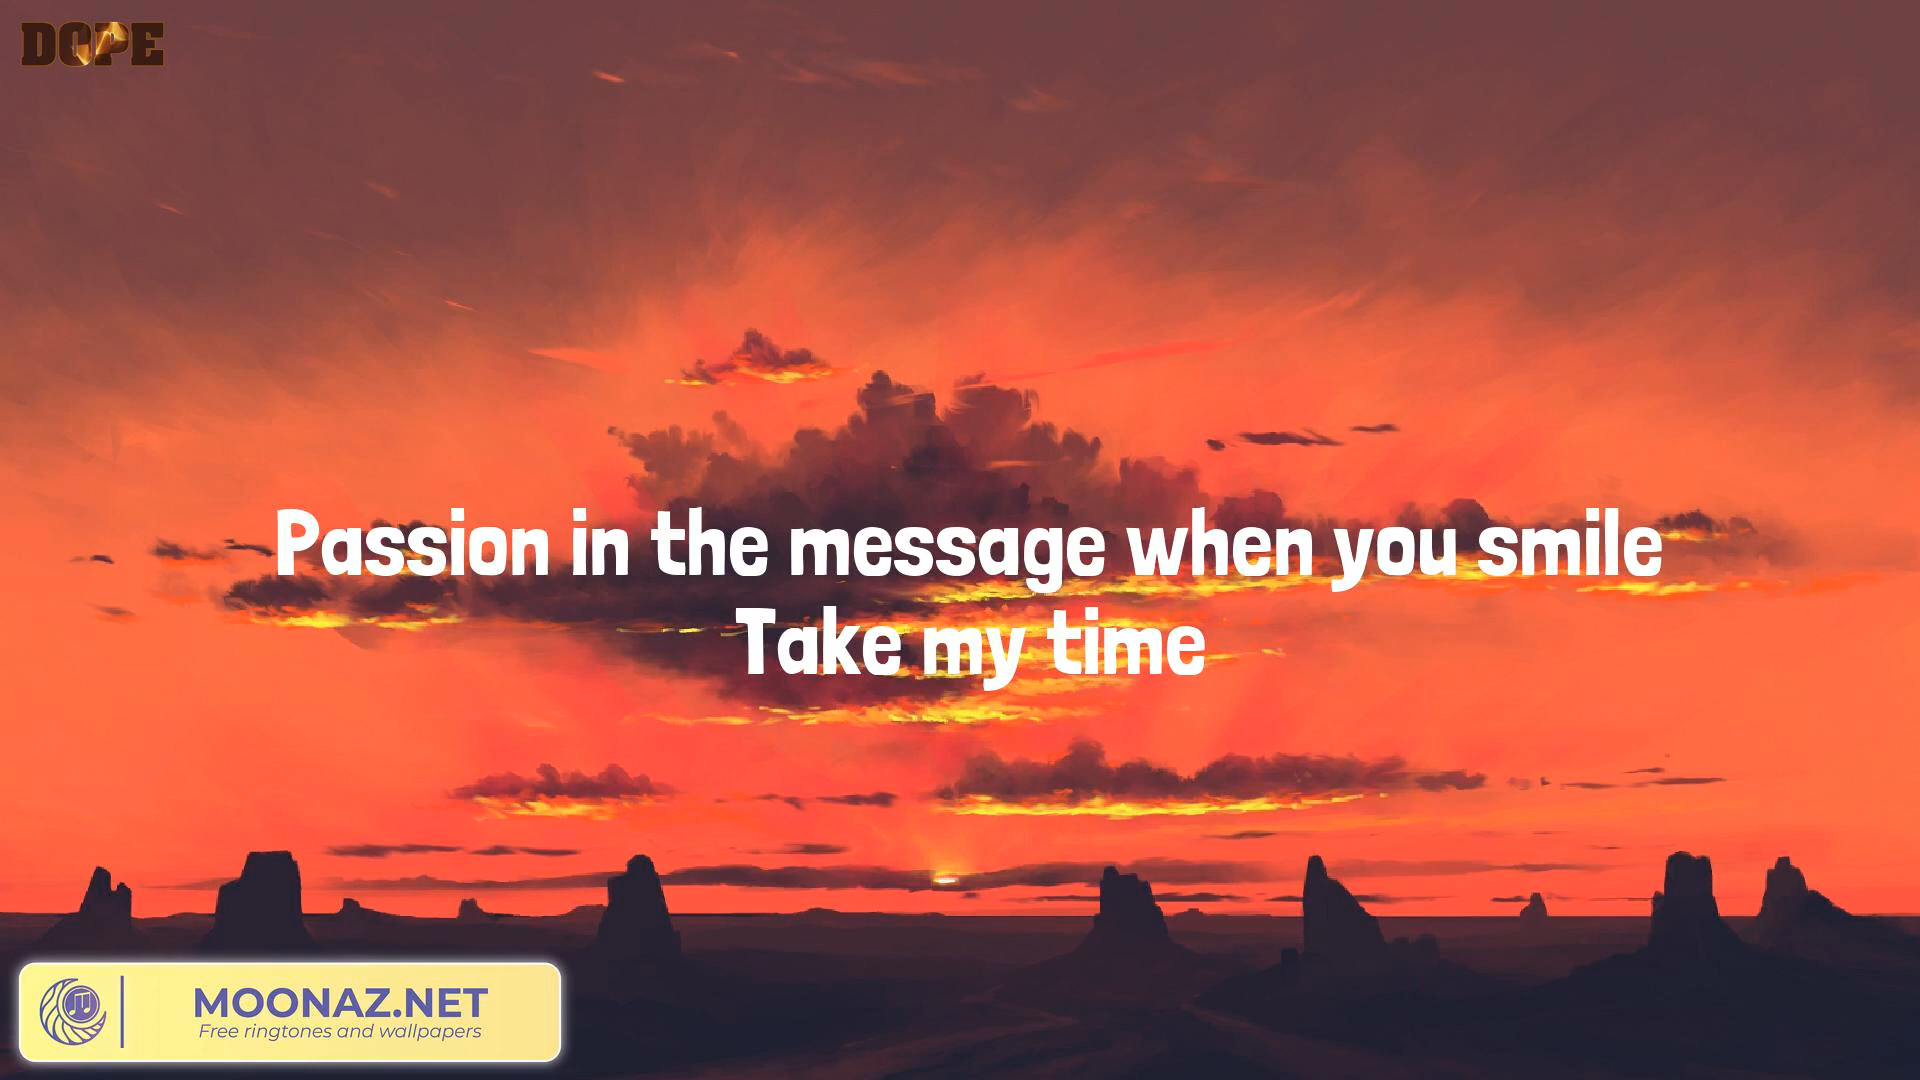 DOPE
Passion in the message when you smile
Take my time
MOONAZ.NET
Free ringtones and wallpapers